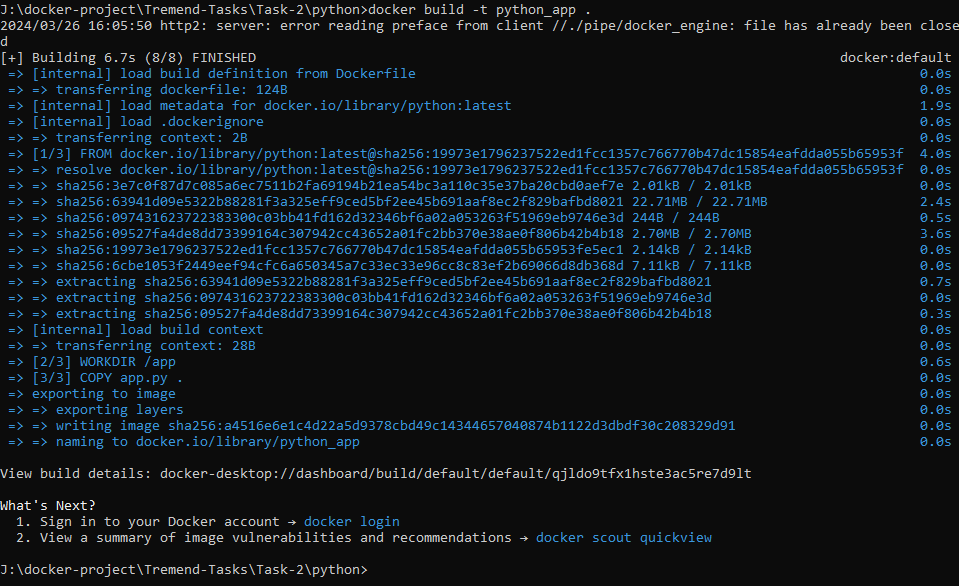 J:\docker-project\Tremend-Tasks\Task-2\python>docker build -t python_app .
2024/03/26 16:05:50 http2: server: error reading preface from client //./pipe/docker_engine: file has already been close
d
[+] Building 6.7s (8/8) FINISHED docker:default
=> [internal] load build definition from Dockerfile 0.0s
=> => transferring dockerfile: 124B 0.0s
=> [internal] load metadata for docker.io/library/python:latest 1.9s
=> [internal] load .dockerignore 0.0s
=> => transferring context: 2B 0.0s
=> [1/3] FROM docker.io/library/python:latest@sha256:19973e1796237522ed1fcc1357c766770b47dc15854eafdda055b65953f 4.0s
=> => resolve docker.io/library/python:latest@sha256:19973e1796237522ed1fcc1357c766770b47dc15854eafdda055b65953f 0.0s
=> => sha256:3e7c0f87d7c085a6ec7511b2fa69194b21ea54bc3a110c35e37ba20cbd0aef7e 2.01kB / 2.01kB 0.0s
=> => sha256:63941d09e5322b88281f3a325eff9ced5bf2ee45b691aaf8ec2f829bafbd8021 22.71MB / 22.71MB 2.4s
=> => sha256:097431623722383300c03bb41fd162d32346bf6a02a053263f51969eb9746e3d 244B / 244B 0.5s
=> => sha256:09527fa4de8dd73399164c307942cc43652a01fc2bb370e38ae0f806b42b4b18 2.70MB / 2.70MB 3.6s
=> => sha256:19973e1796237522ed1fcc1357c766770b47dc15854eafdda055b65953fe5ec1 2.14kB / 2.14kB 0.0s
=> => sha256:6cbe1053f2449eef94cfc6a650345a7c33ec33e96cc8c83ef2b69066d8db368d 7.11kB / 7.11kB 0.0s
=> => extracting sha256:63941d09e5322b88281f3a325eff9ced5bf2ee45b691aaf8ec2f829bafbd8021 0.7s
=> => extracting sha256:097431623722383300c03bb41fd162d32346bf6a02a053263f51969eb9746e3d 0.0s
=> => extracting sha256:09527fa4de8dd73399164c307942cc43652a01fc2bb370e38ae0f806b42b4b18 0.3s
=> [internal] load build context 0.0s
=> => transferring context: 28B 0.0s
=> [2/3] WORKDIR /app 0.6s
=> [3/3] COPY app.py . 0.0s
=> exporting to image 0.0s
=> => exporting layers 0.0s
=> => writing image sha256:a4516e6e1c4d22a5d9378cbd49c14344657040874b1122d3dbdf30c208329d91 0.0s
=> => naming to docker.io/library/python_app 0.0s
View build details: docker-desktop://dashboard/build/default/default/qjldo9tfx1hste3ac5re7d9lt
What's Next?
1. Sign in to your Docker account → docker login
2. View a summary of image vulnerabilities and recommendations → docker scout quickview
J:\docker-project\Tremend-Tasks\Task-2\python>